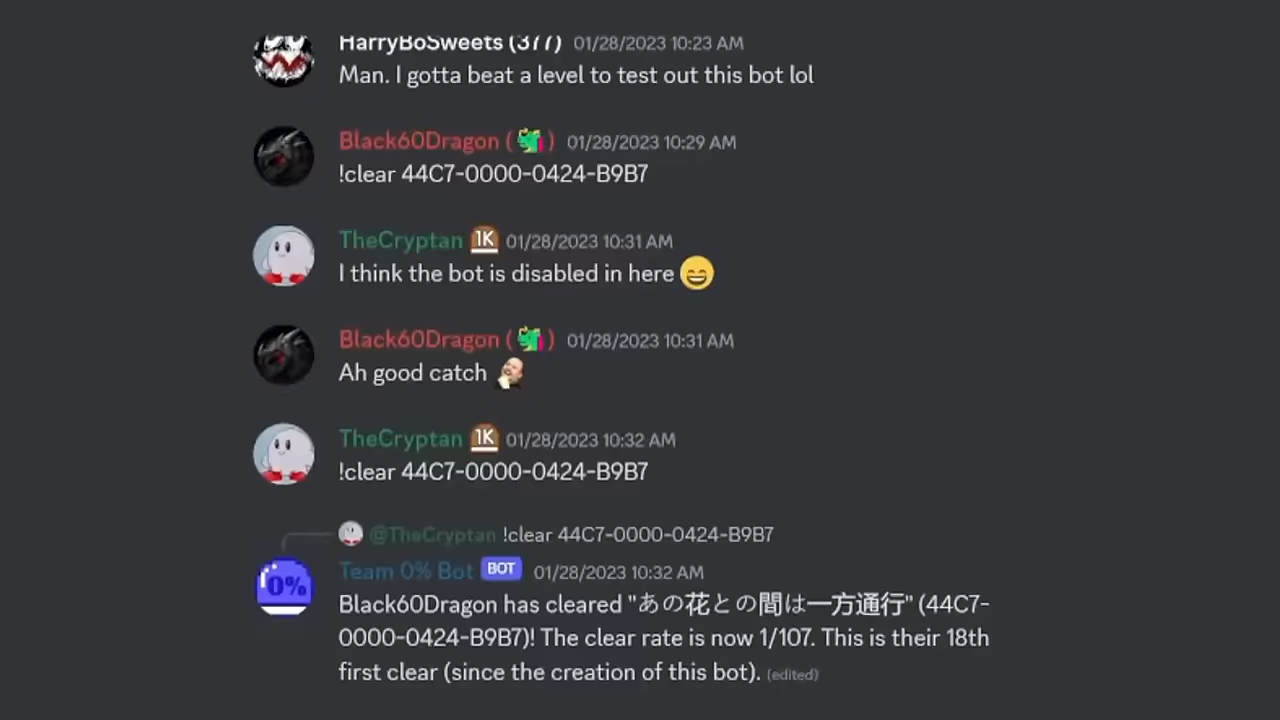 HarryBoSweets (377) 01/28/2023 10:23 AM
Man. I gotta beat a level to test out this bot lol
Black60Dragon ( ) 01/28/2023 10:29 AM
!clear 44C7-0000-0424-B9B7
TheCryptan 1K 01/28/2023 10:31 AM
I think the bot is disabled in here
Black60Dragon ( ) 01/28/2023 10:31 AM
Ah good catch
TheCryptan 1K 01/28/2023 10:32 AM
!clear 44C7-0000-0424-B9B7
@TheCryptan !clear 44C7-0000-0424-B9B7
0%
Team 0% Bot BOT 01/28/2023 10:32 AM
Black60Dragon has cleared "あの花との間は一方通行" (44C7-
0000-0424-B9B7)! The clear rate is now 1/107. This is their 18th
first clear (since the creation of this bot). (edited)